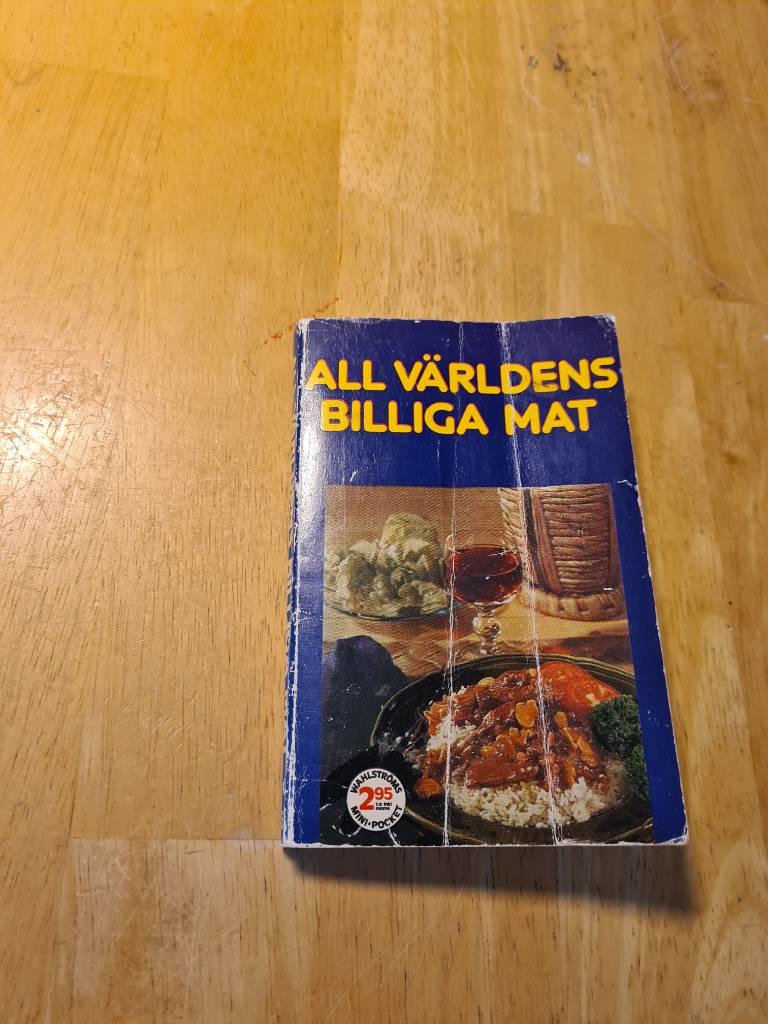 ALL VÄRLDENS
BILLIGA MAT
WAHLSTRÖMS
2 95
MINI-POCKET